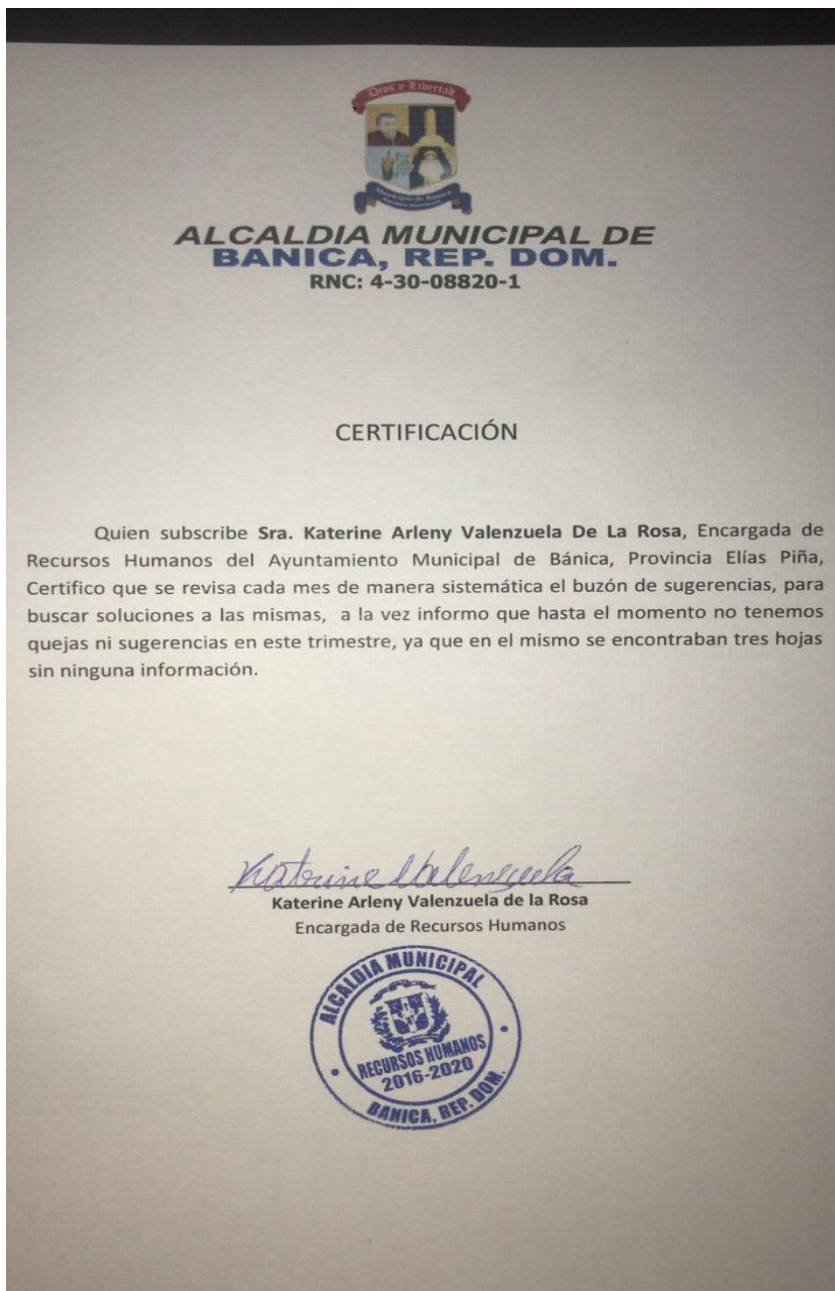 Dios y Libertad
Municipio de Bánica
ALCALDIA MUNICIPAL DE
BANICA, REP. DOM.
RNC: 4-30-08820-1
CERTIFICACIÓN
Quien subscribe Sra. Katerine Arleny Valenzuela De La Rosa, Encargada de
Recursos Humanos del Ayuntamiento Municipal de Bánica, Provincia Elías Piña,
Certifico que se revisa cada mes de manera sistemática el buzón de sugerencias, para
buscar soluciones a las mismas, a la vez informo que hasta el momento no tenemos
quejas ni sugerencias en este trimestre, ya que en el mismo se encontraban tres hojas
sin ninguna información.
Katerine Valenzuela
Katerine Arleny Valenzuela de la Rosa
Encargada de Recursos Humanos
ALCALDIA MUNICIPAL
RECURSOS HUMANOS
2016-2020
BANICA, REP. DOM.